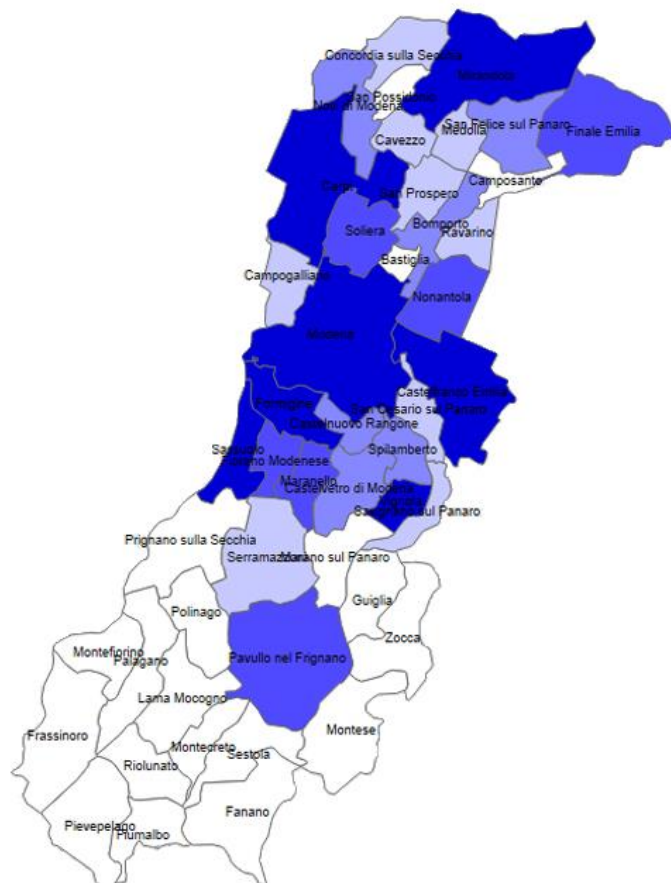 Concordia sulla Secchia
Mirandola
San Possidonio
Novi di Modena
San Felice sul Panaro
Medolla
Finale Emilia
Cavezzo
Camposanto
Carpi
San Prospero
Bomporto
Soliera
Ravarino
Bastiglia
Campogalliano
Nonantola
Modena
Castelfranco Emilia
Formigine
San Cesario sul Panaro
Castelnuovo Rangone
Sassuolo
Spilamberto
Fiorano Modenese
Maranello
Castelvetro di Modena
Vignola
Savignano sul Panaro
Prignano sulla Secchia
Serramazzoni
Marano sul Panaro
Guiglia
Polinago
Zocca
Montefiorino
Palagano
Pavullo nel Frignano
Lama Mocogno
Montese
Frassinoro
Montecreto
Sestola
Riolunato
Fanano
Pievepelago
Fiumalbo